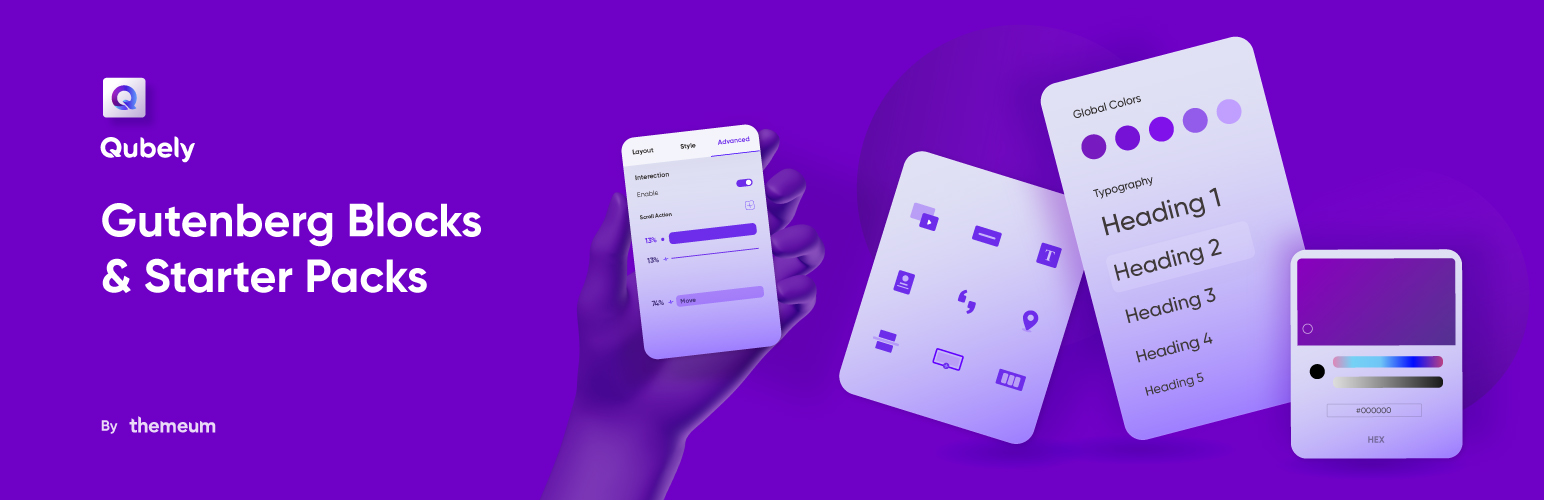 Qubely
Gutenberg Blocks
& Starter Packs
By themeum
Layout Style Advanced
Interection
Enable
Scroll Action
13%
13%
74% Move
T
Global Colors
Typography
Heading 1
Heading 2
Heading 3
Heading 4
Heading 5
#000000
HEX